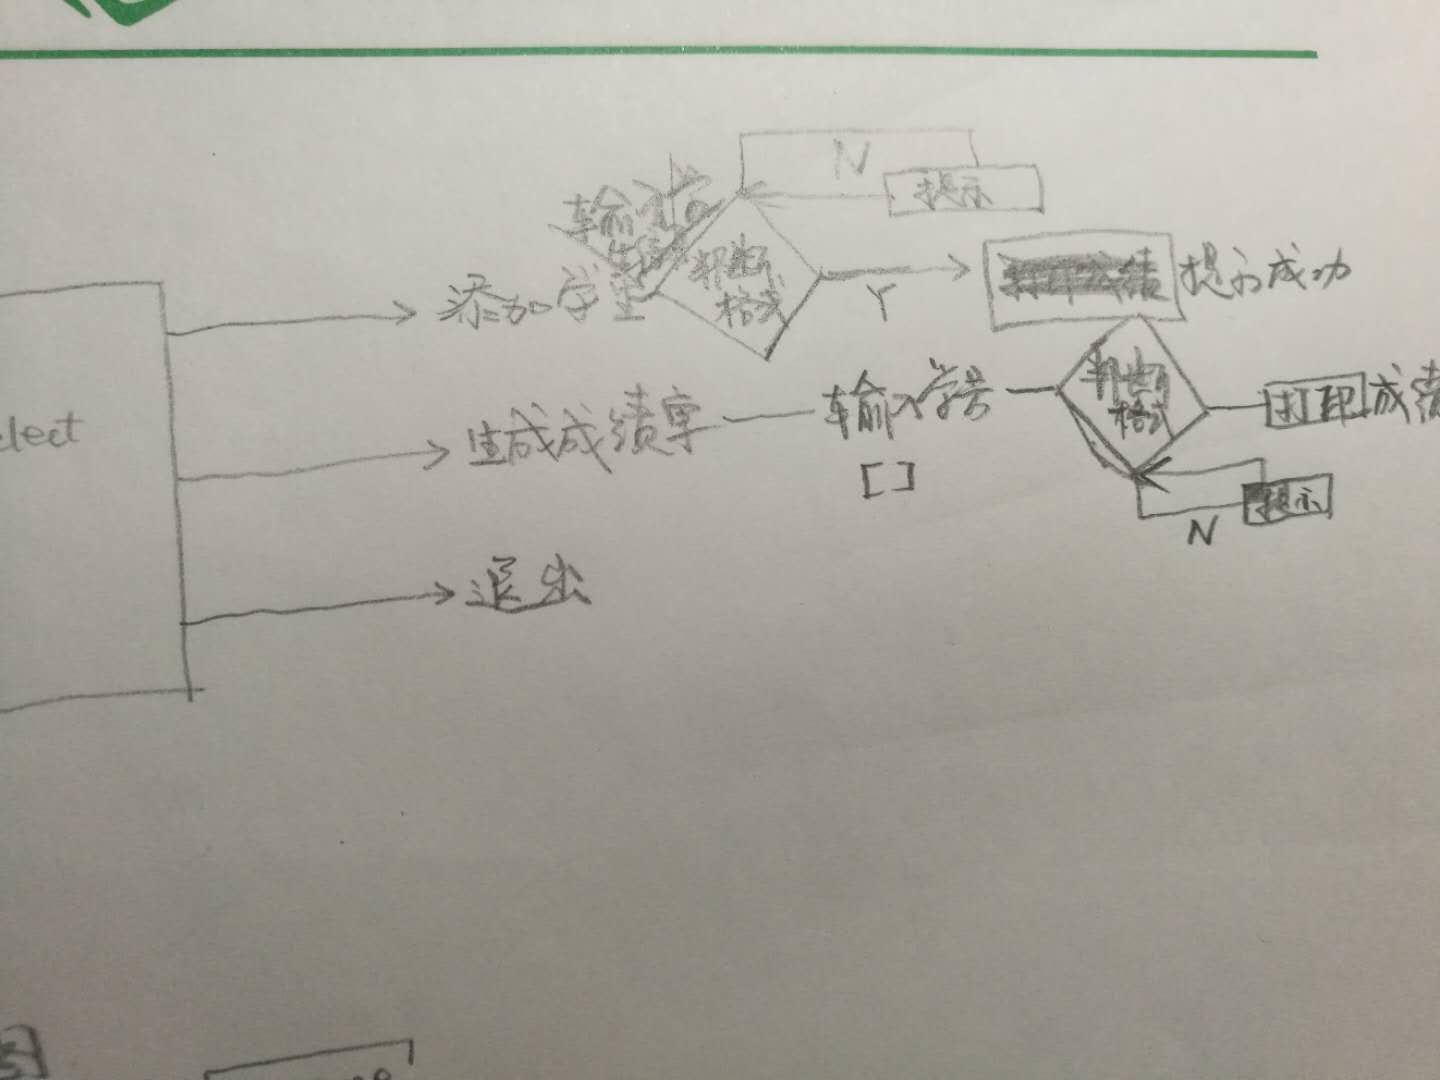 N
提示
输入学
判断
格式
添加学生
Y
提示成功
判断
格式
lect
生成成绩单
输入学号
打印成绩
[ ]
提示
N
退出